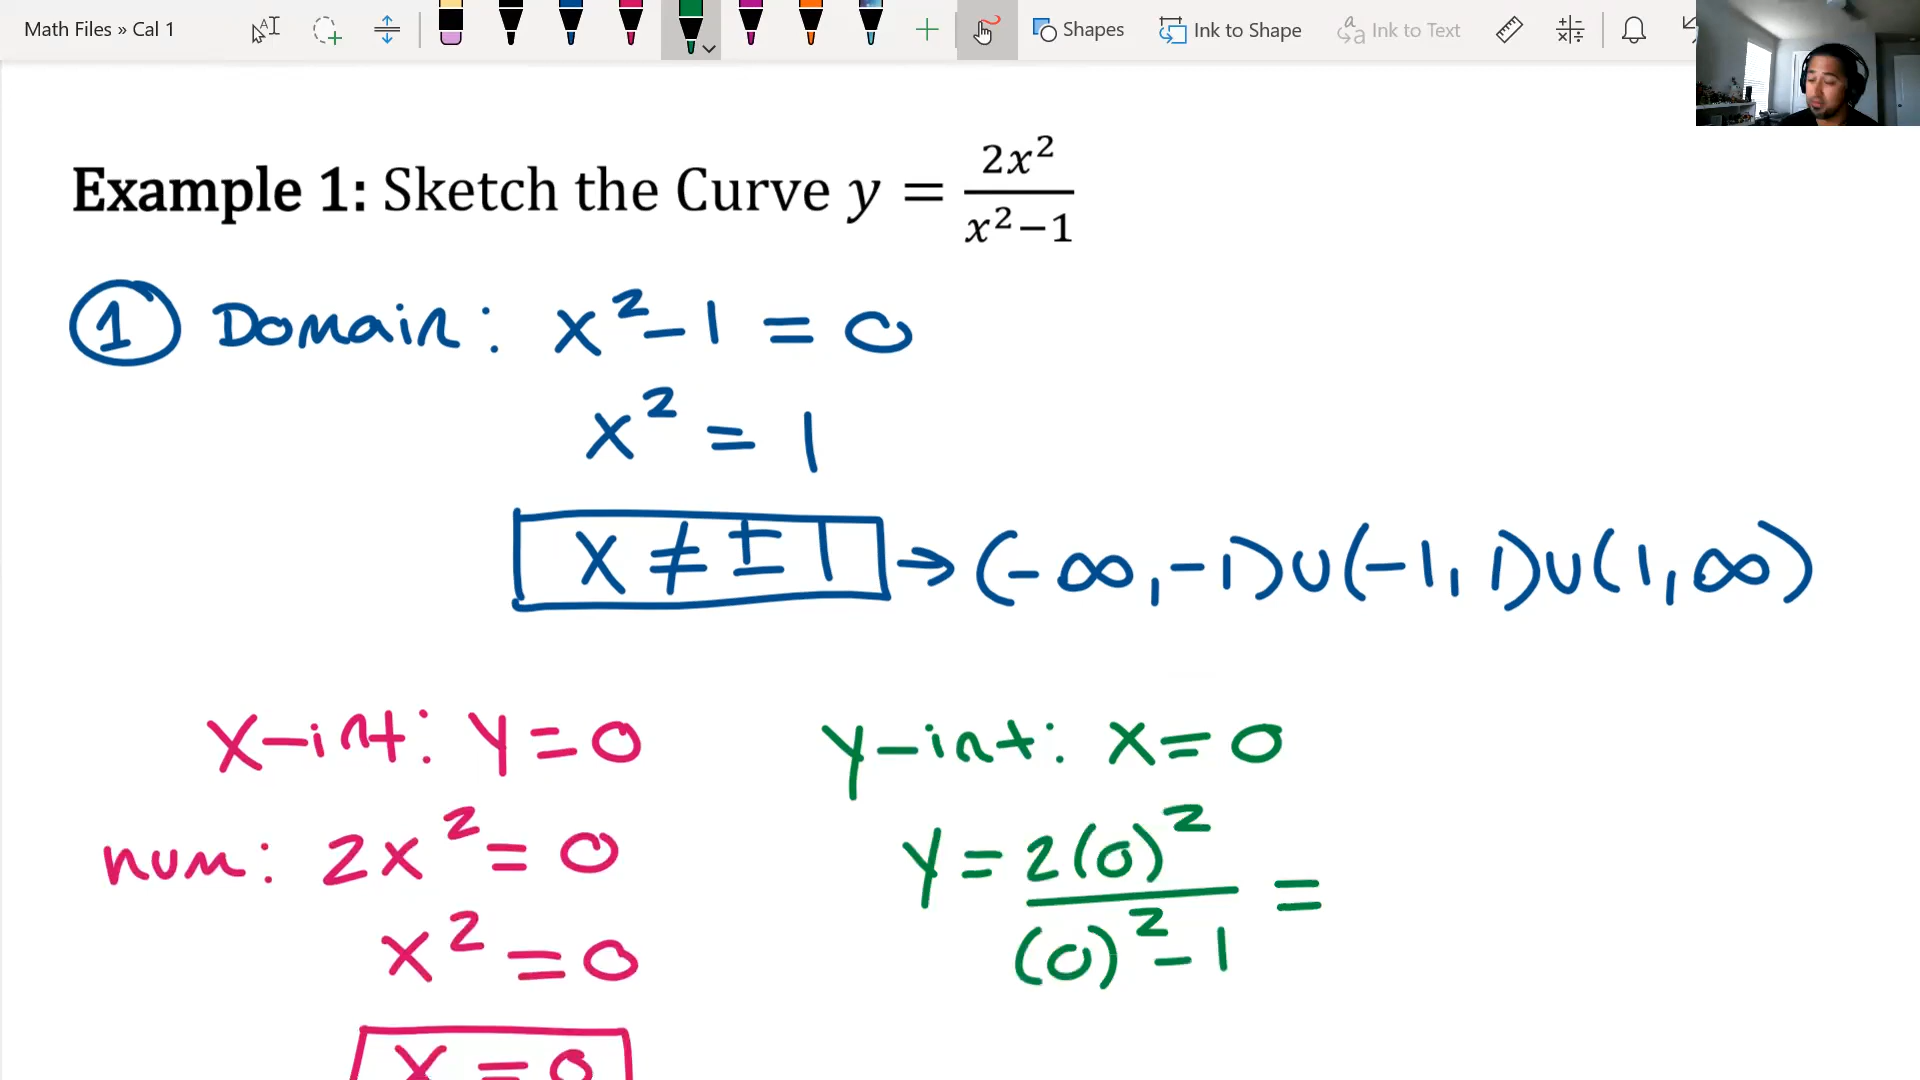 Math Files » Cal 1
Shapes
Ink to Shape
Ink to Text
Example 1: Sketch the Curve y = 2x²/(x²−1)
① Domain: x² − 1 = 0
x² = 1
x ≠ ± 1 → (-∞, -1) ∪ (-1, 1) ∪ (1, ∞)
x-int: y = 0
num: 2x² = 0
x² = 0
x = 0
y-int: x = 0
y = 2(0)²/((0)² − 1) =